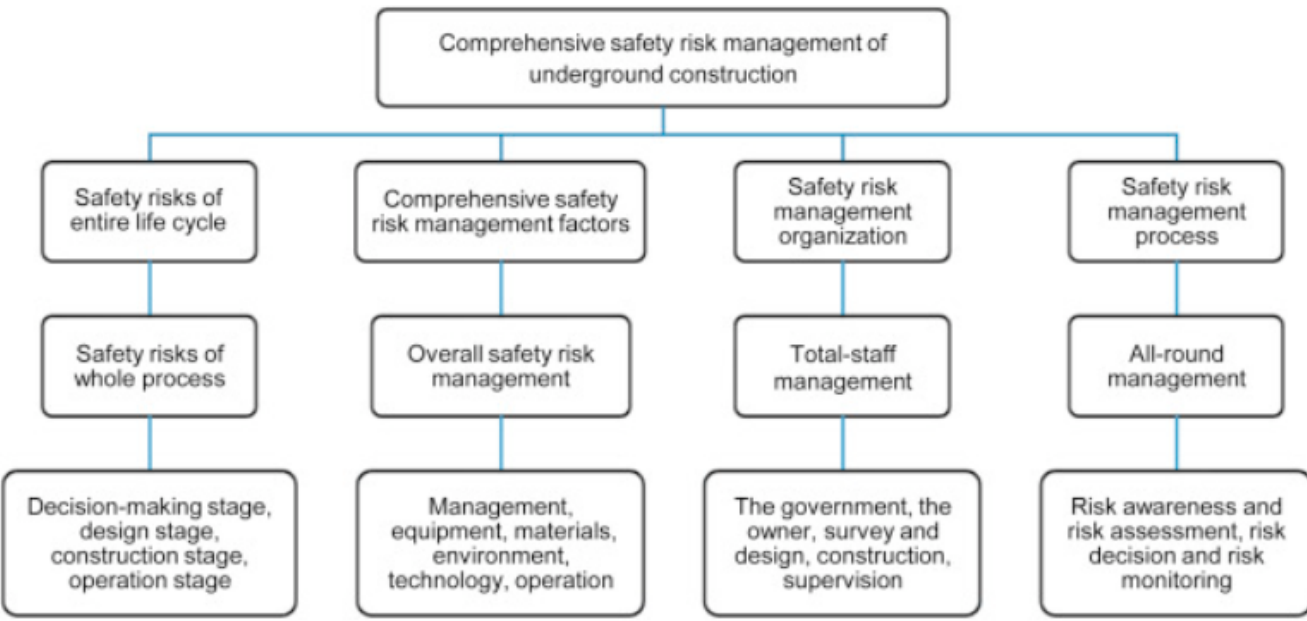 Comprehensive safety risk management of
underground construction
Safety risks of
entire life cycle
Comprehensive safety
risk management factors
Safety risk
management
organization
Safety risk
management
process
Safety risks of
whole process
Overall safety risk
management
Total-staff
management
All-round
management
Decision-making stage,
design stage,
construction stage,
operation stage
Management,
equipment, materials,
environment,
technology, operation
The government, the
owner, survey and
design, construction,
supervision
Risk awareness and
risk assessment, risk
decision and risk
monitoring